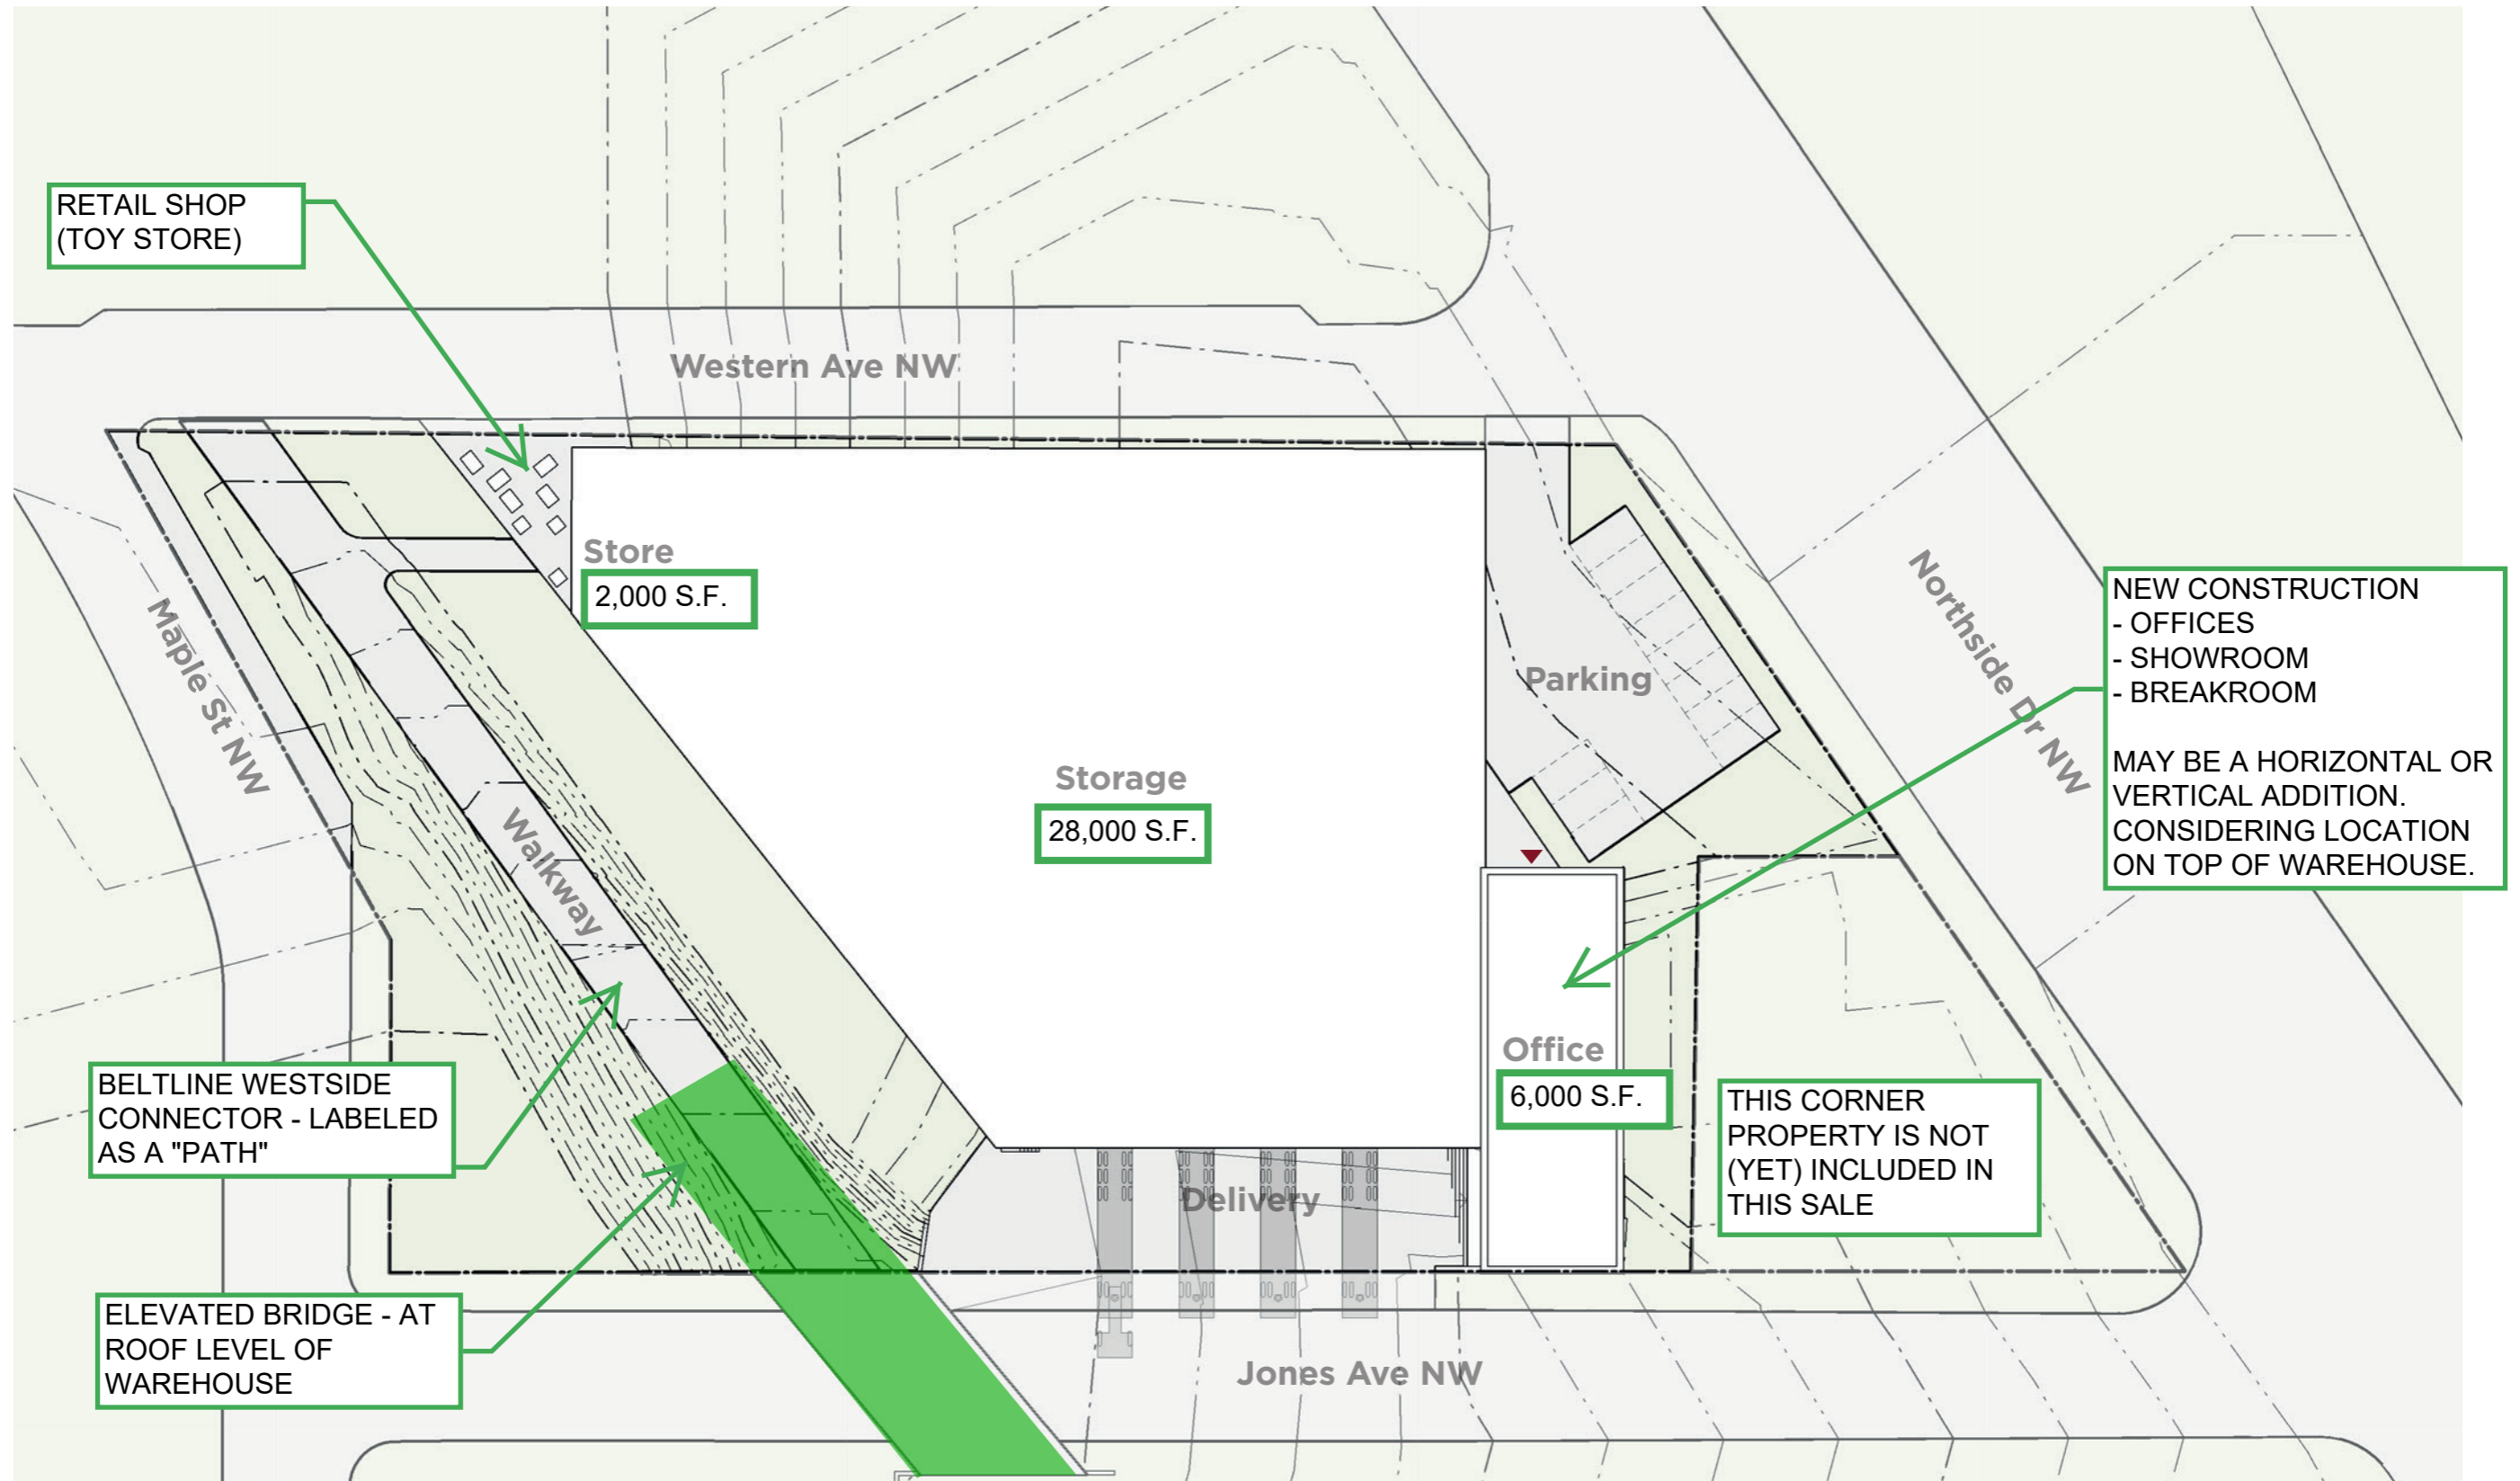 RETAIL SHOP
(TOY STORE)
Western Ave NW
Store
2,000 S.F.
Maple St NW
Northside Dr NW
NEW CONSTRUCTION
- OFFICES
- SHOWROOM
- BREAKROOM
MAY BE A HORIZONTAL OR
VERTICAL ADDITION.
CONSIDERING LOCATION
ON TOP OF WAREHOUSE.
Parking
Storage
28,000 S.F.
Walkway
Office
6,000 S.F.
BELTLINE WESTSIDE
CONNECTOR - LABELED
AS A "PATH"
THIS CORNER
PROPERTY IS NOT
(YET) INCLUDED IN
THIS SALE
Delivery
ELEVATED BRIDGE - AT
ROOF LEVEL OF
WAREHOUSE
Jones Ave NW